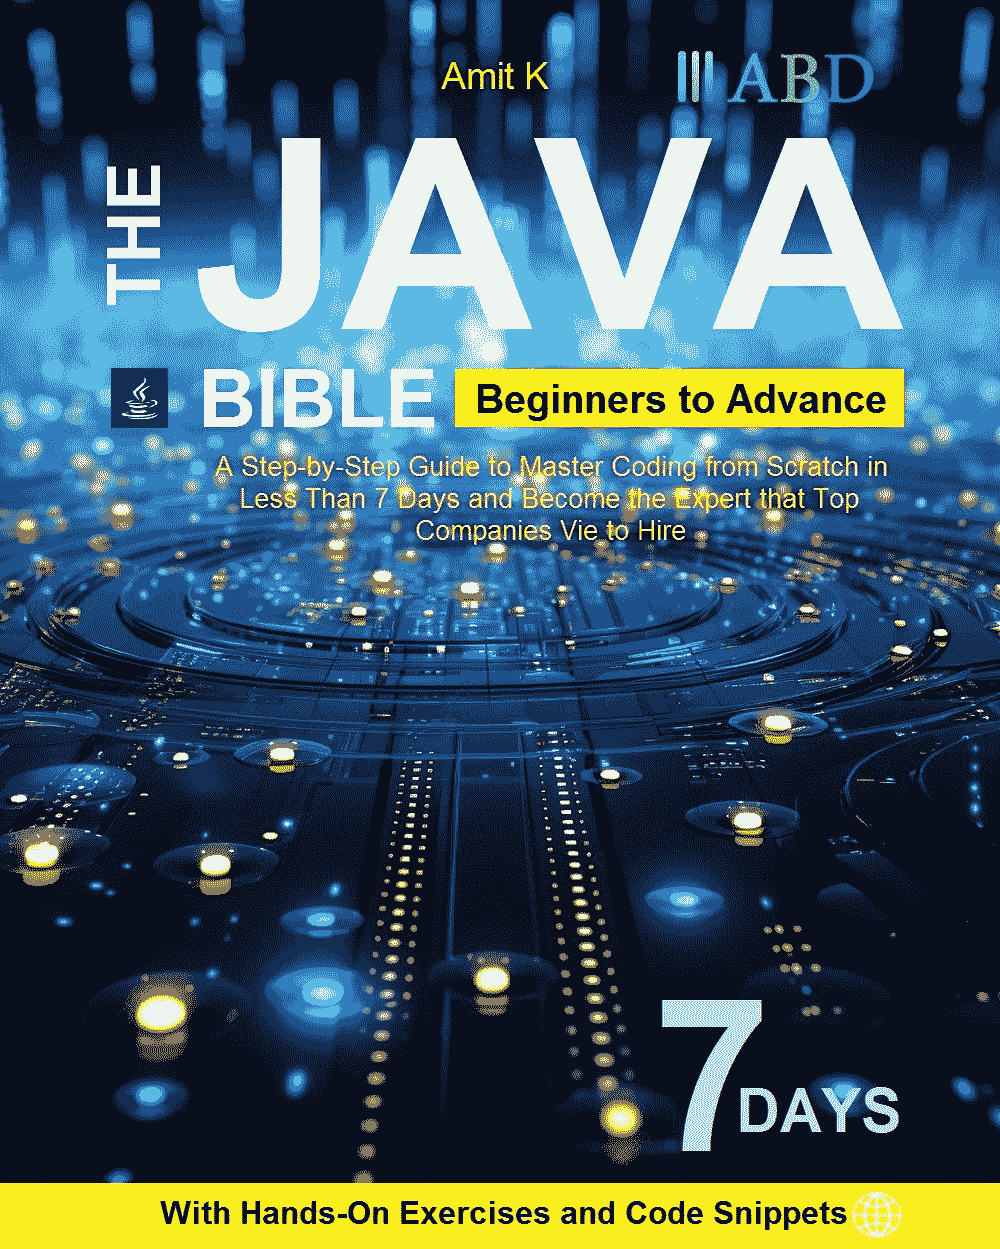 Amit K
ABD
THE
JAVA
BIBLE
Beginners to Advance
A Step-by-Step Guide to Master Coding from Scratch in
Less Than 7 Days and Become the Expert that Top
Companies Vie to Hire
7
DAYS
With Hands-On Exercises and Code Snippets